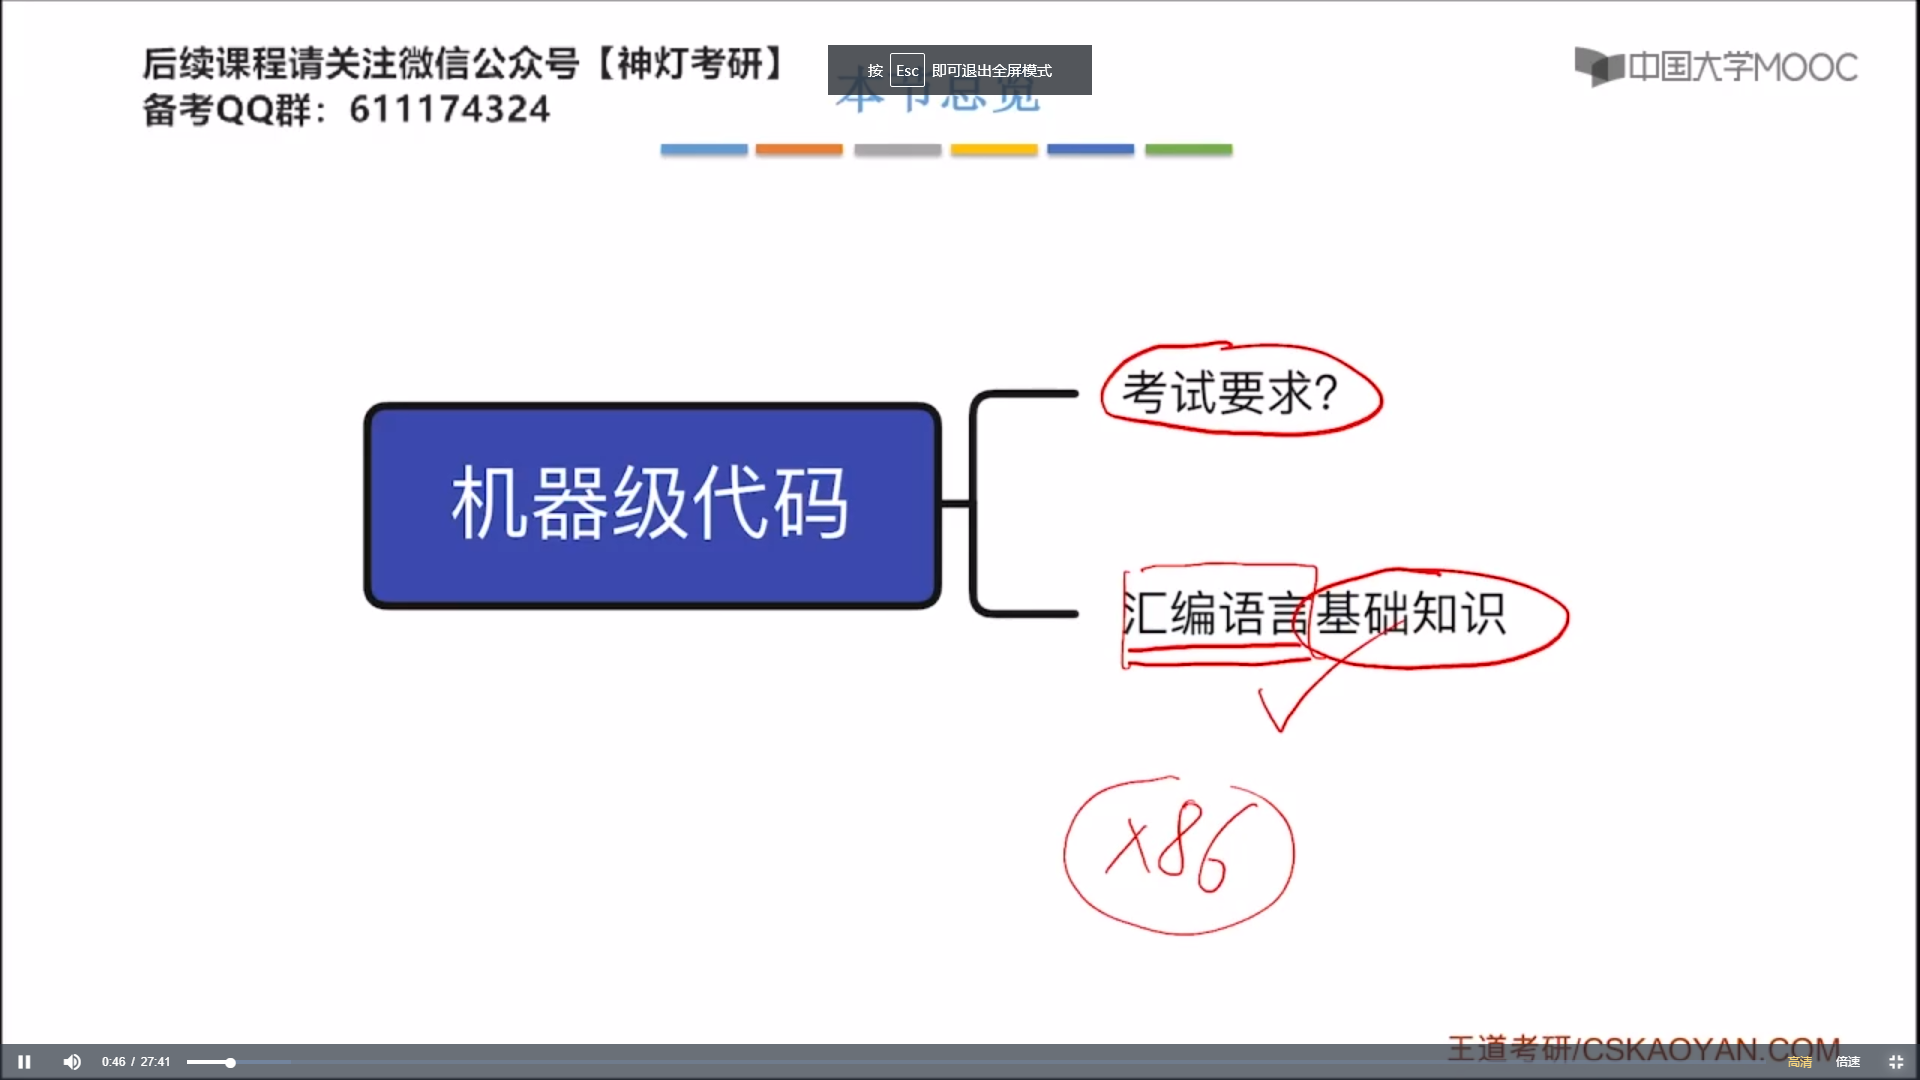 后续课程请关注微信公众号【神灯考研】
备考QQ群：611174324
按 Esc 即可退出全屏模式
本节总览
中国大学MOOC
考试要求?
机器级代码
汇编语言基础知识
x86
王道考研/CSKAOYAN.COM
0:46 / 27:41
高清
倍速